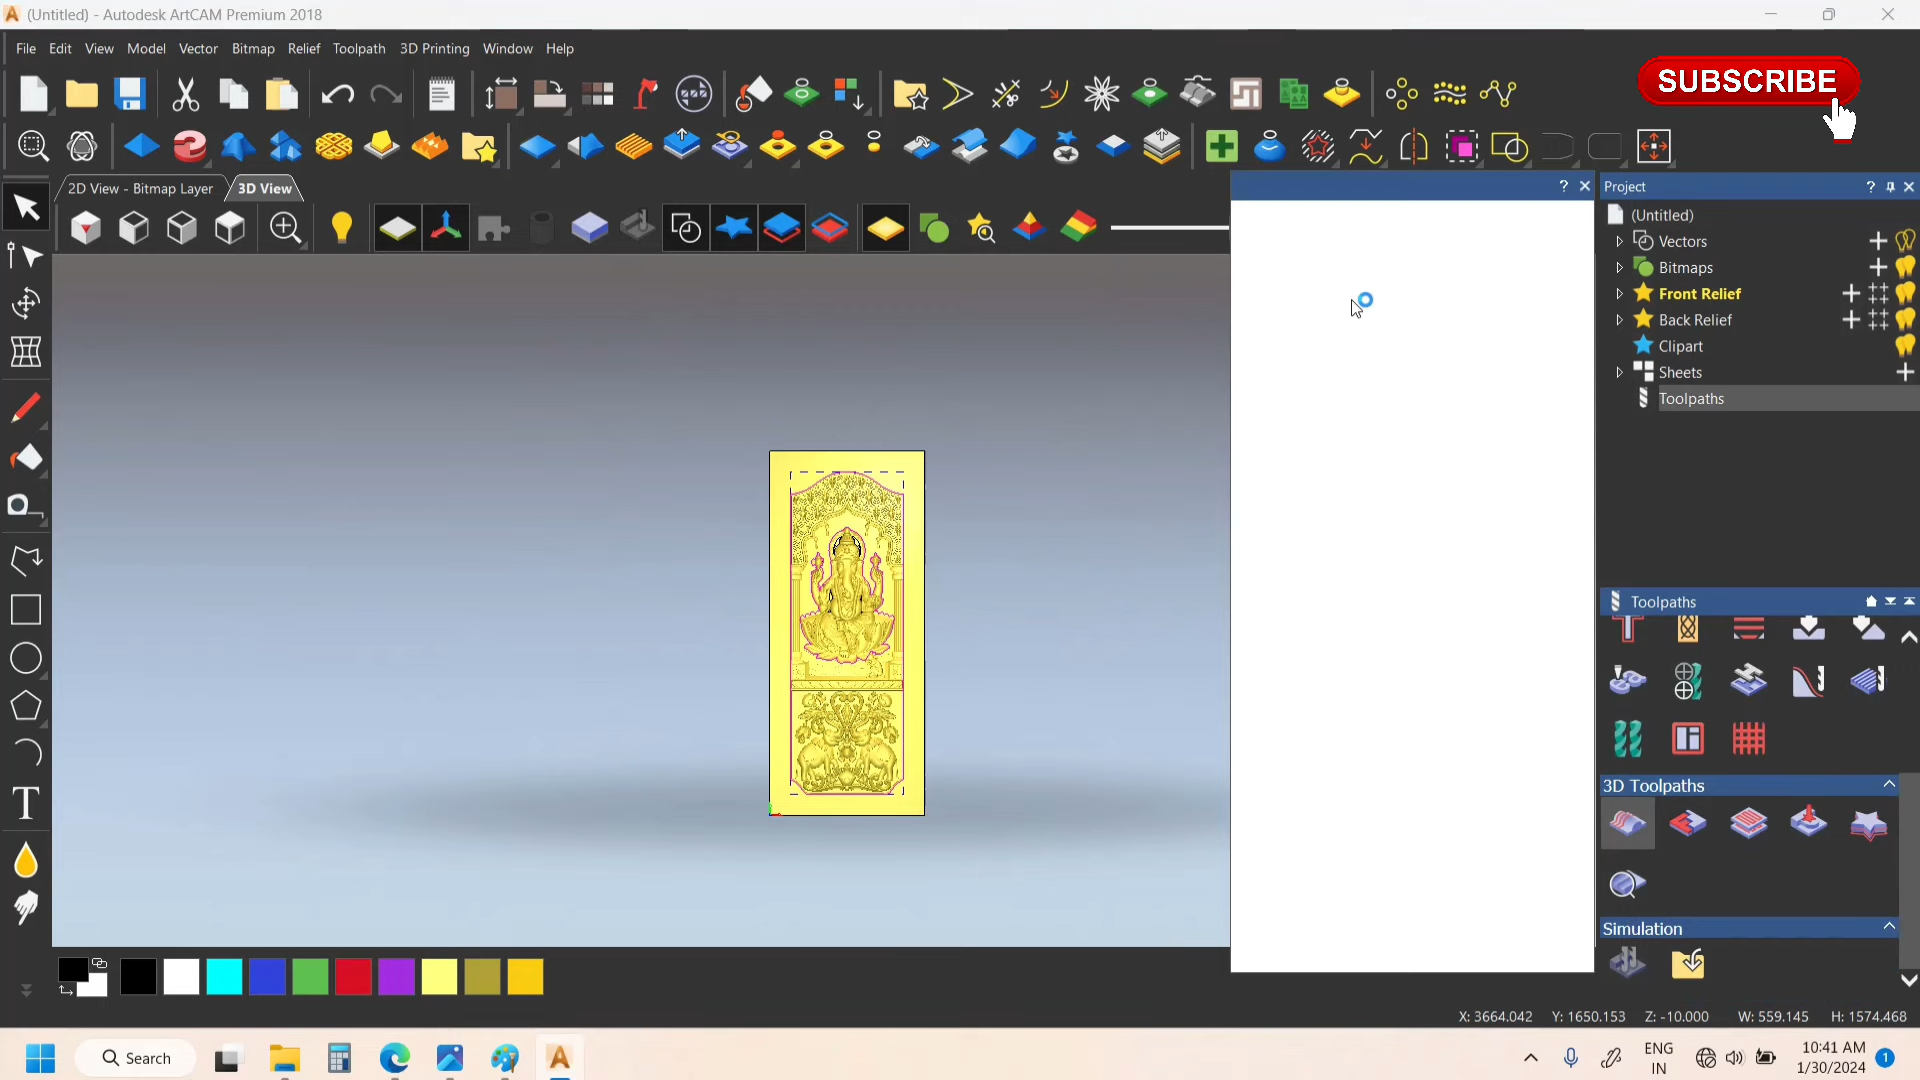 (Untitled) - Autodesk ArtCAM Premium 2018
File Edit View Model Vector Bitmap Relief Toolpath 3D Printing Window Help
SUBSCRIBE
2D View - Bitmap Layer 3D View
Project
(Untitled)
Vectors
Bitmaps
Front Relief
Back Relief
Clipart
Sheets
Toolpaths
Toolpaths
3D Toolpaths
Simulation
X: 3664.042 Y: 1650.153 Z: -10.000 W: 559.145 H: 1574.468
Search
ENG
IN
10:41 AM
1/30/2024
1